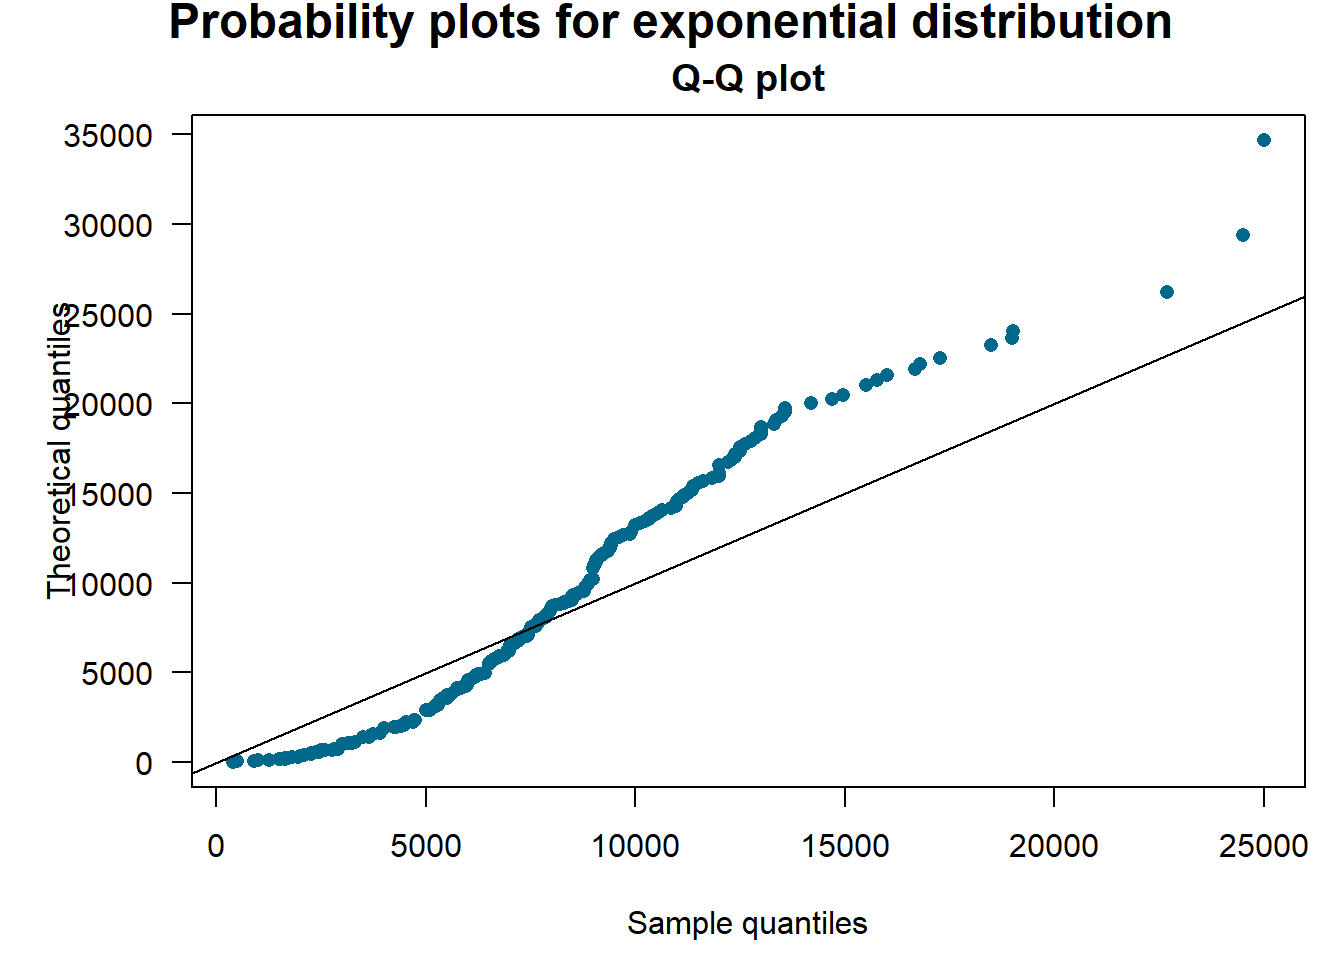 Probability plots for exponential distribution
Q-Q plot
35000
30000
25000
20000
15000
10000
5000
0
Theoretical quantiles
0 5000 10000 15000 20000 25000
Sample quantiles